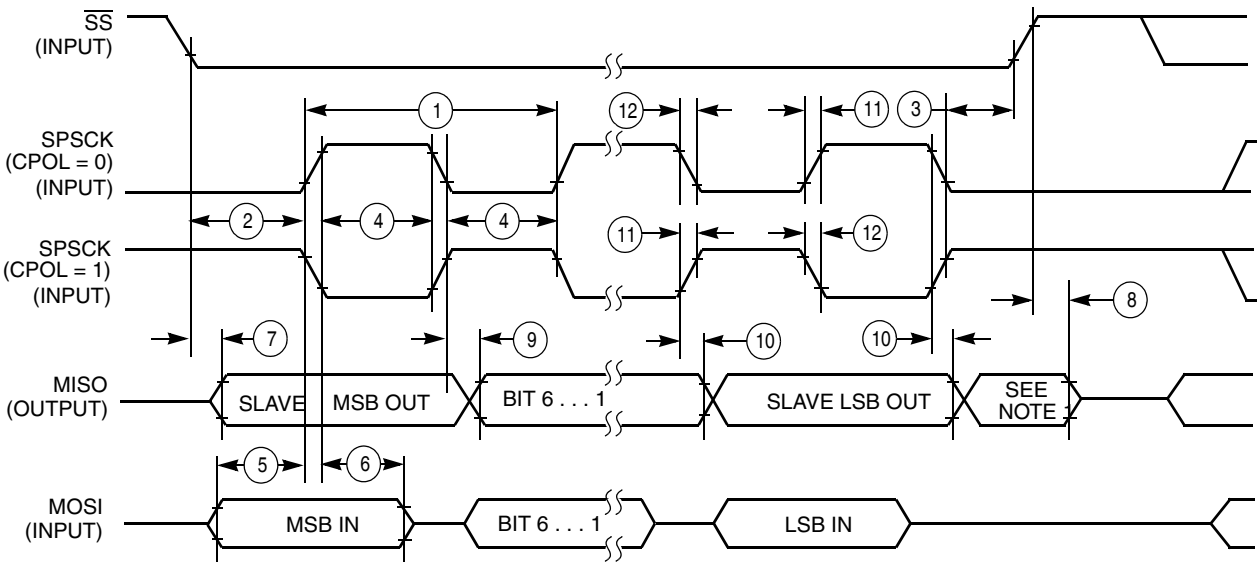 SS
(INPUT)
1
12
11
3
SPSCK
(CPOL = 0)
(INPUT)
2
4
4
11
12
SPSCK
(CPOL = 1)
(INPUT)
7
9
10
10
8
MISO
(OUTPUT)
SLAVE
MSB OUT
BIT 6 . . . 1
SLAVE LSB OUT
SEE
NOTE
5
6
MOSI
(INPUT)
MSB IN
BIT 6 . . . 1
LSB IN